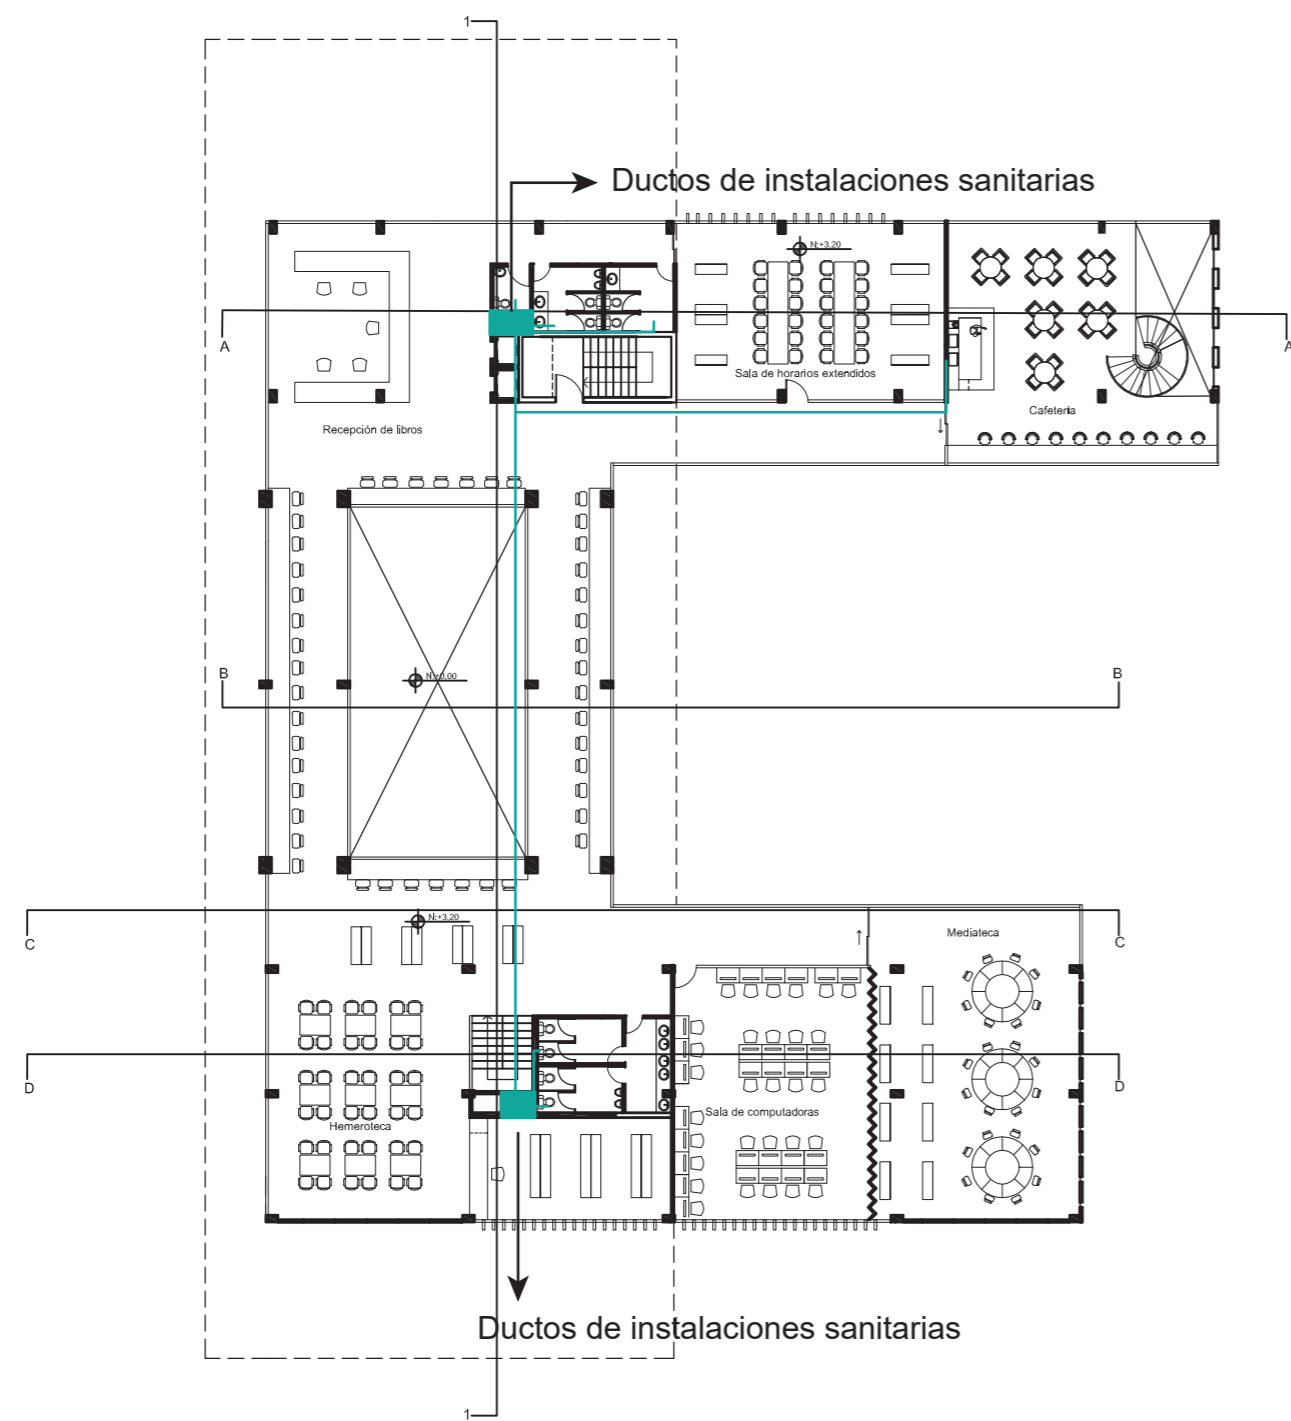 1
Ductos de instalaciones sanitarias
N:+3.20
A
A
Sala de horarios extendidos
Cafetería
Recepción de libros
B
N:+0.00
B
N:+3.20
C
Mediateca
C
D
D
Sala de computadoras
Hemeroteca
Ductos de instalaciones sanitarias
1